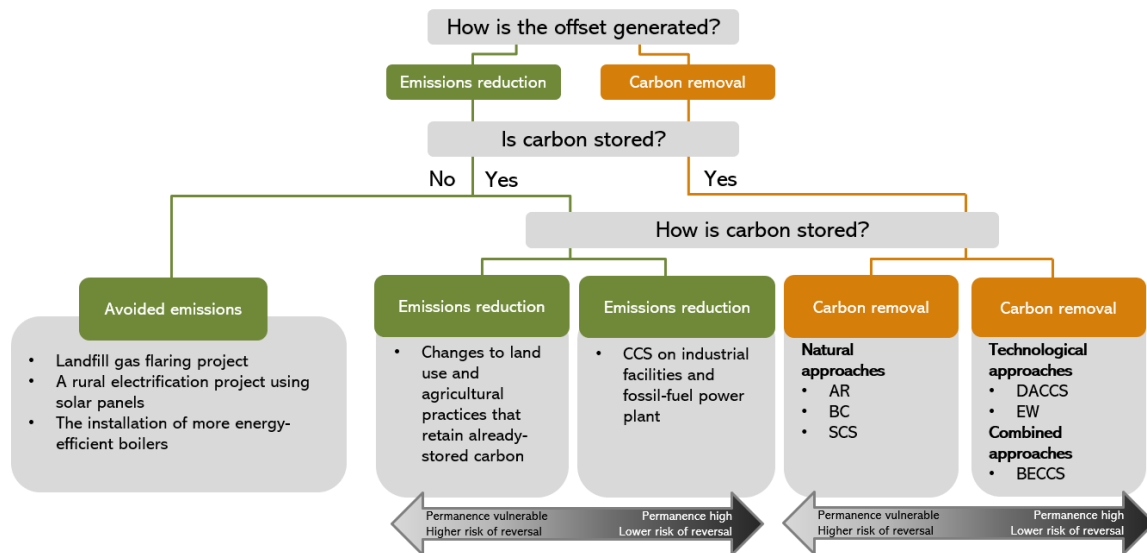 How is the offset generated?
Emissions reduction
Carbon removal
Is carbon stored?
No
Yes
Yes
How is carbon stored?
Avoided emissions
• Landfill gas flaring project
• A rural electrification project using
solar panels
• The installation of more energy-
efficient boilers
Emissions reduction
• Changes to land
use and
agricultural
practices that
retain already-
stored carbon
Emissions reduction
• CCS on industrial
facilities and
fossil-fuel power
plant
Carbon removal
Natural
approaches
• AR
• BC
• SCS
Carbon removal
Technological
approaches
• DACCS
• EW
Combined
approaches
• BECCS
Permanence vulnerable
Higher risk of reversal
Permanence high
Lower risk of reversal
Permanence vulnerable
Higher risk of reversal
Permanence high
Lower risk of reversal